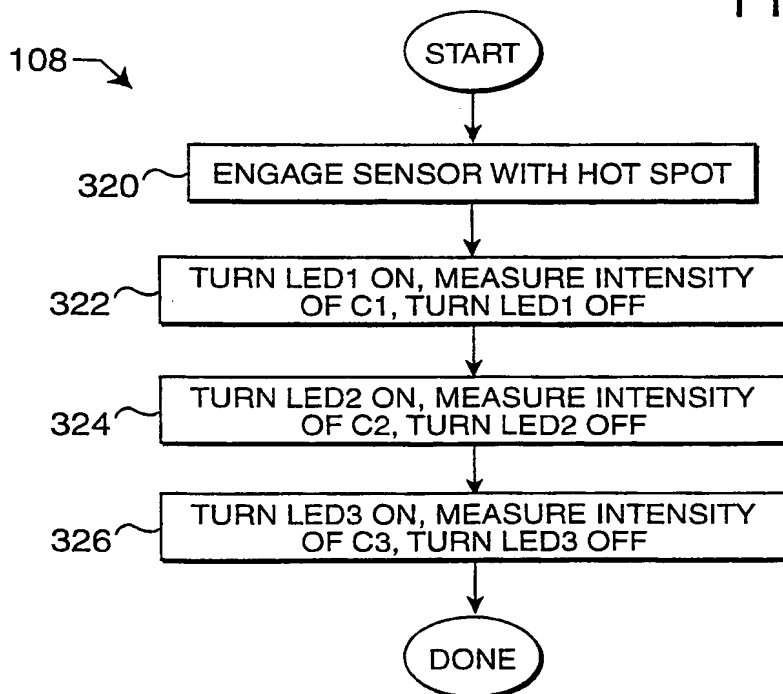 START
108
320
ENGAGE SENSOR WITH HOT SPOT
322
TURN LED1 ON, MEASURE INTENSITY
OF C1, TURN LED1 OFF
324
TURN LED2 ON, MEASURE INTENSITY
OF C2, TURN LED2 OFF
326
TURN LED3 ON, MEASURE INTENSITY
OF C3, TURN LED3 OFF
DONE